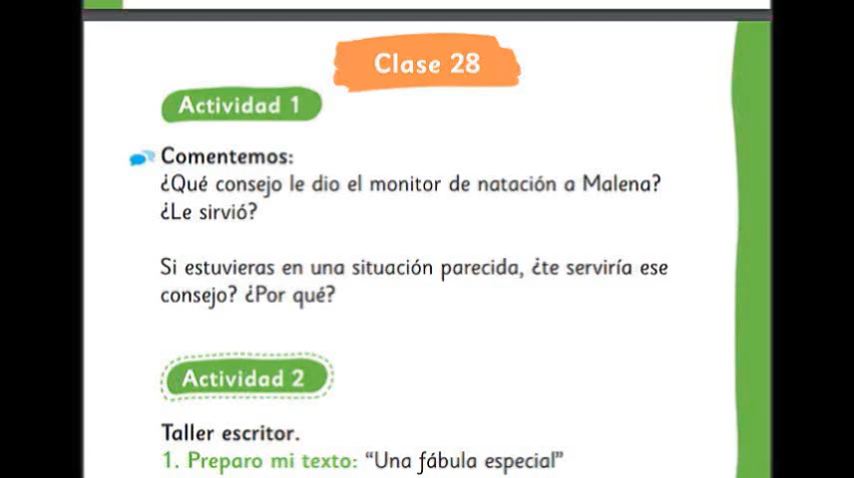 Clase 28
Actividad 1
Comentemos:
¿Qué consejo le dio el monitor de natación a Malena?
¿Le sirvió?
Si estuvieras en una situación parecida, ¿te serviría ese
consejo? ¿Por qué?
Actividad 2
Taller escritor.
1. Preparo mi texto: “Una fábula especial”